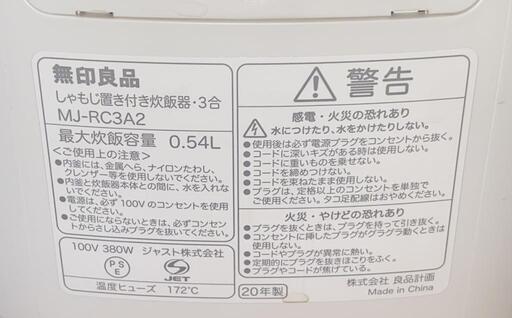 無印良品
しゃもじ置き付き炊飯器・3合
MJ-RC3A2
最大炊飯容量 0.54L
<ご使用上の注意>
●内釜には、金属へら、ナイロンたわし、
クレンザー等を使用しないでください。
●内釜と炊飯器本体との間に、水を入れな
いでください。
●電源は、必ず100Vのコンセントを使用して
ください。
●ご使用にならないときは、必ずコンセン
トからさし込みプラグを抜いてください。
100V 380W ジャスト株式会社
PSE
JET
温度ヒューズ 172℃
警告
感電・火災の恐れあり
水につけたり、水をかけたりしない。
●使用後は必ず電源プラグをコンセントから抜く。
●コードに深いキズがある時は使用しない。
●コードに重いものを乗せない。
●コードを締めつけない。
●コードを束ねたまま使用しない。
●プラグは、定格以上のコンセントを単独で
使ってください。タコ足配線はおやめください。
火災・やけどの恐れあり
●プラグを抜くときは、プラグを持って引き抜く。
●コンセントに挿したプラグがグラグラ動くときは
使用しない。
●コードやプラグが異常に熱い。
●定期的にプラグを抜きほこりをふく。
●プラグやコードが焦げている。
20年製
株式会社 良品計画
Made in China